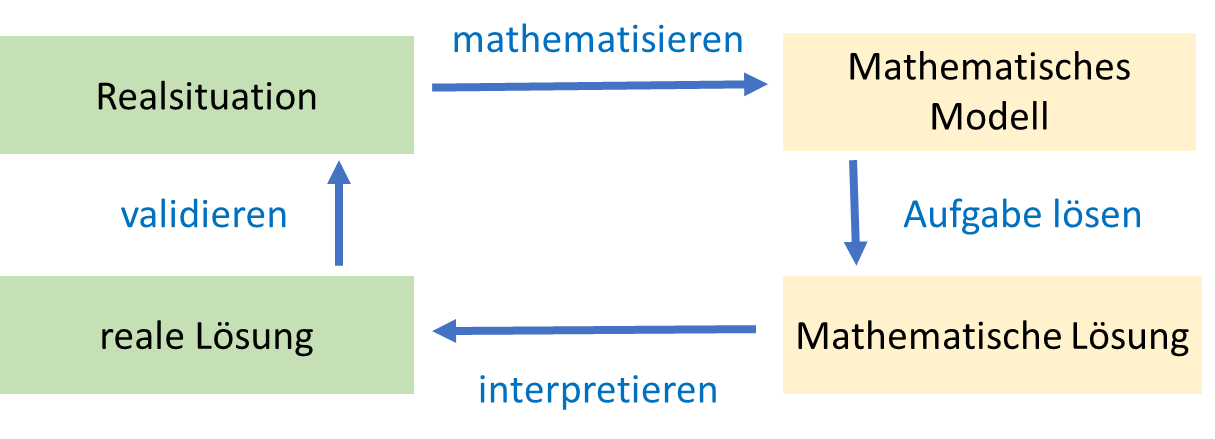 mathematisieren
Realsituation
Mathematisches
Modell
validieren
Aufgabe lösen
reale Lösung
Mathematische Lösung
interpretieren